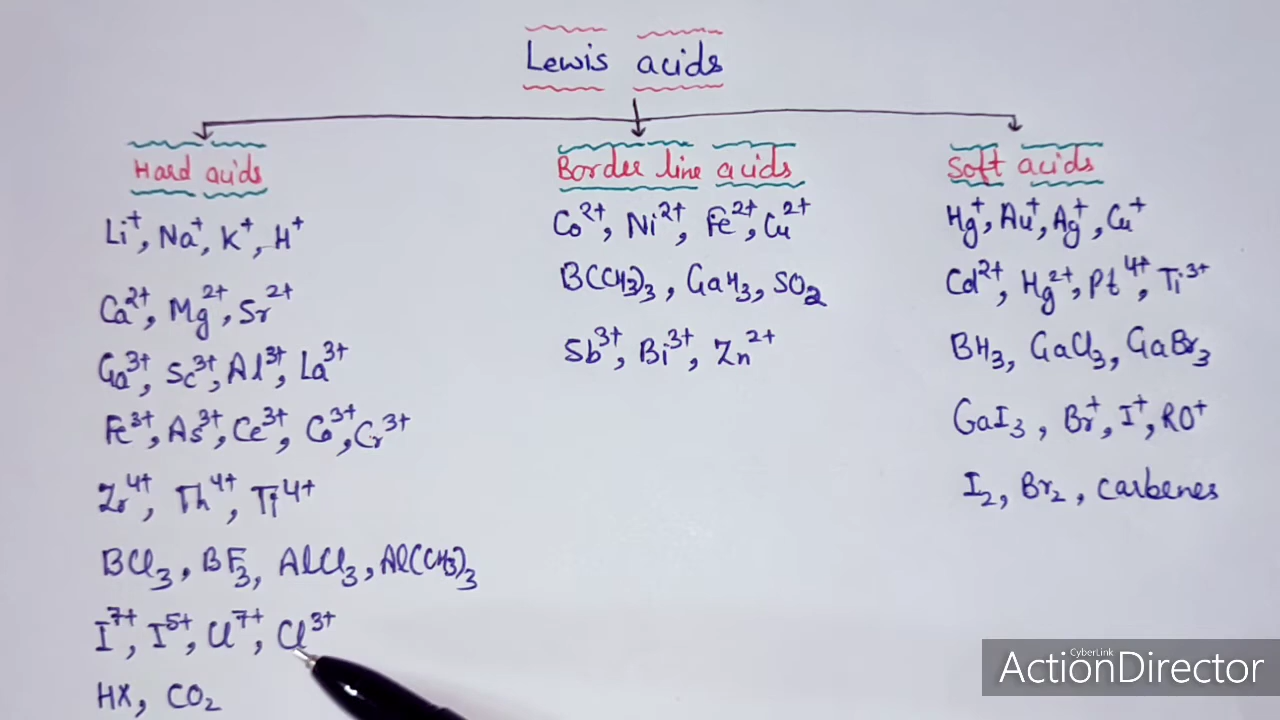 Lewis acids
Hard acids
Li⁺, Na⁺, K⁺, H⁺
Ca²⁺, Mg²⁺, Sr²⁺
Ga³⁺, Sc³⁺, Al³⁺, La³⁺
Fe³⁺, As³⁺, Ce³⁺, Co³⁺, Cr³⁺
Zr⁴⁺, Th⁴⁺, Ti⁴⁺
BCl₃, BF₃, AlCl₃, Al(CH₃)₃
I⁷⁺, I⁵⁺, Cl⁷⁺, Cl³⁺
HX, CO₂
Border line acids
Co²⁺, Ni²⁺, Fe²⁺, Cu²⁺
B(CH₃)₃, GaH₃, SO₂
Sb³⁺, Bi³⁺, Zn²⁺
Soft acids
Hg⁺, Au⁺, Ag⁺, Cu⁺
Cd²⁺, Hg²⁺, Pt⁴⁺, Ti³⁺
BH₃, GaCl₃, GaBr₃
GaI₃, Br⁺, I⁺, RO⁺
I₂, Br₂, carbenes
CyberLink
ActionDirector